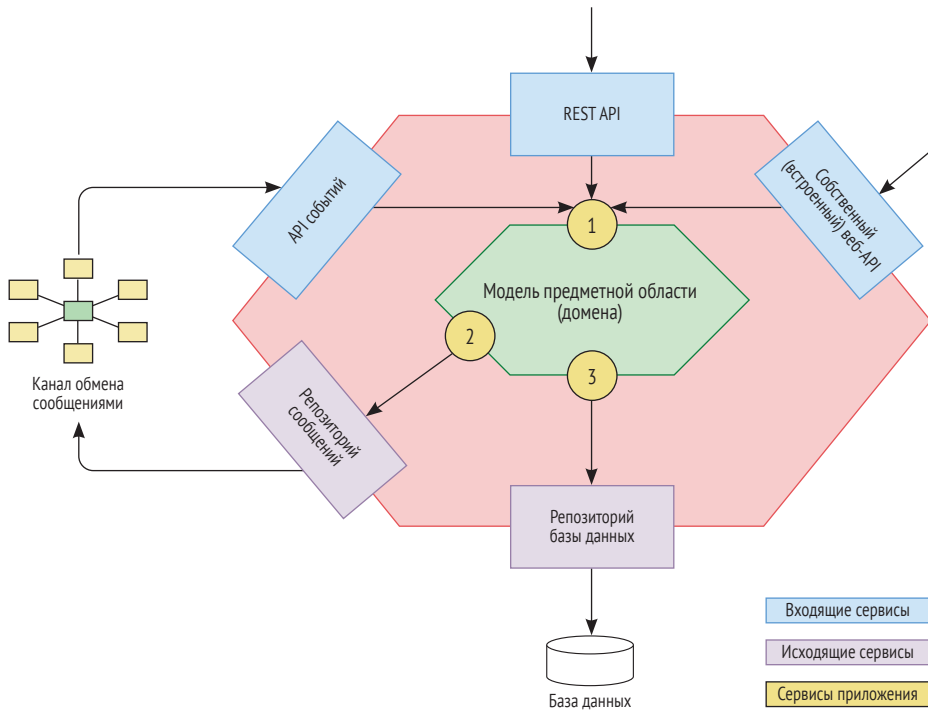 REST API
API событий
Собственный
(встроенный) веб-API
1
Модель предметной области
(домена)
2
3
Канал обмена
сообщениями
Репозиторий
сообщений
Репозиторий
базы данных
База данных
Входящие сервисы
Исходящие сервисы
Сервисы приложения